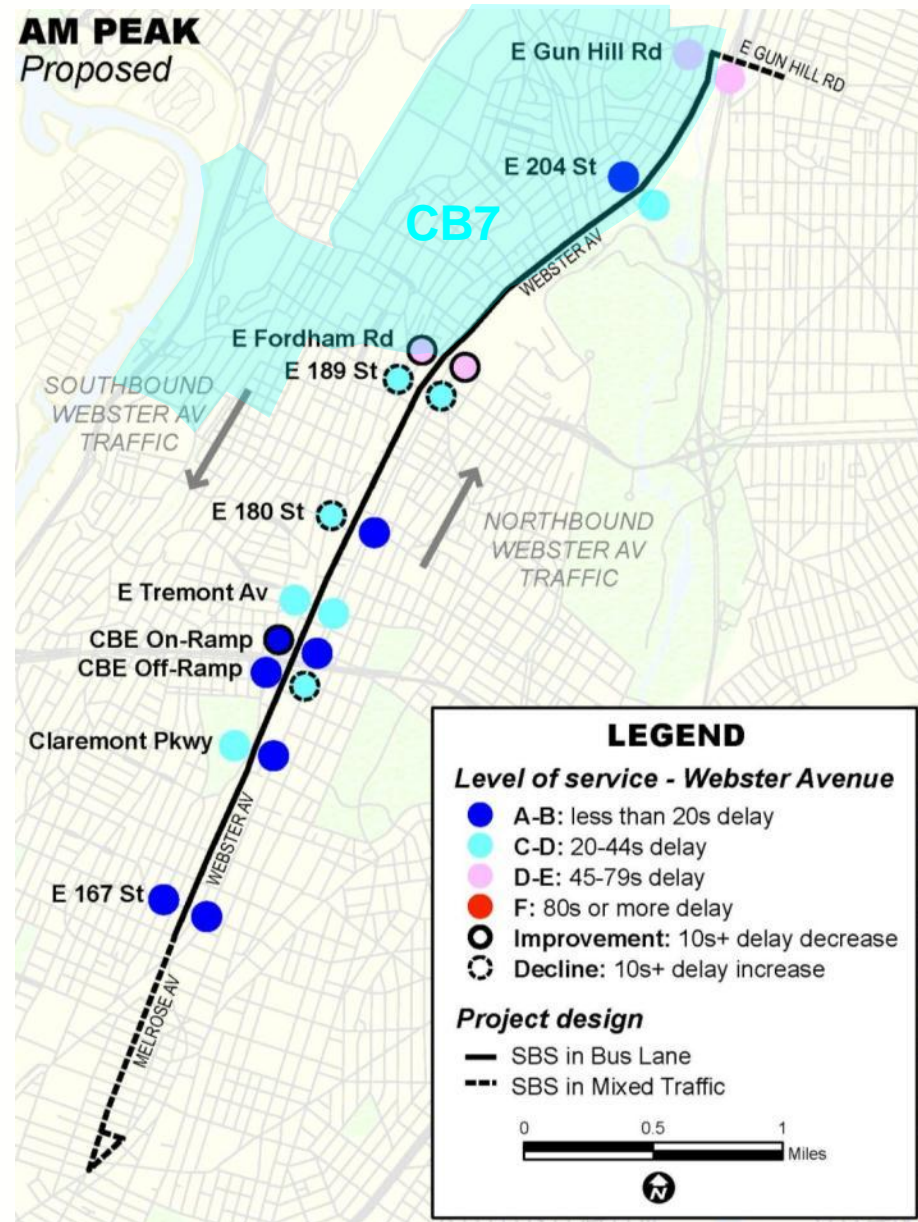 AM PEAK
Proposed
E Gun Hill Rd
E GUN HILL RD
E 204 St
CB7
WEBSTER AV
E Fordham Rd
E 189 St
SOUTHBOUND
WEBSTER AV
TRAFFIC
E 180 St
NORTHBOUND
WEBSTER AV
TRAFFIC
E Tremont Av
CBE On-Ramp
CBE Off-Ramp
Claremont Pkwy
WEBSTER AV
E 167 St
MELROSE AV
LEGEND
Level of service - Webster Avenue
A-B: less than 20s delay
C-D: 20-44s delay
D-E: 45-79s delay
F: 80s or more delay
Improvement: 10s+ delay decrease
Decline: 10s+ delay increase
Project design
SBS in Bus Lane
SBS in Mixed Traffic
0 0.5 1
Miles
N